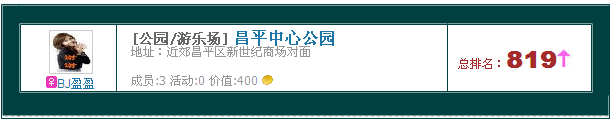 [公园/游乐场] 昌平中心公园
地址：近郊昌平区新世纪商场对面
成员:3 活动:0 价值:400
BJ盈盈
总排名：819↑